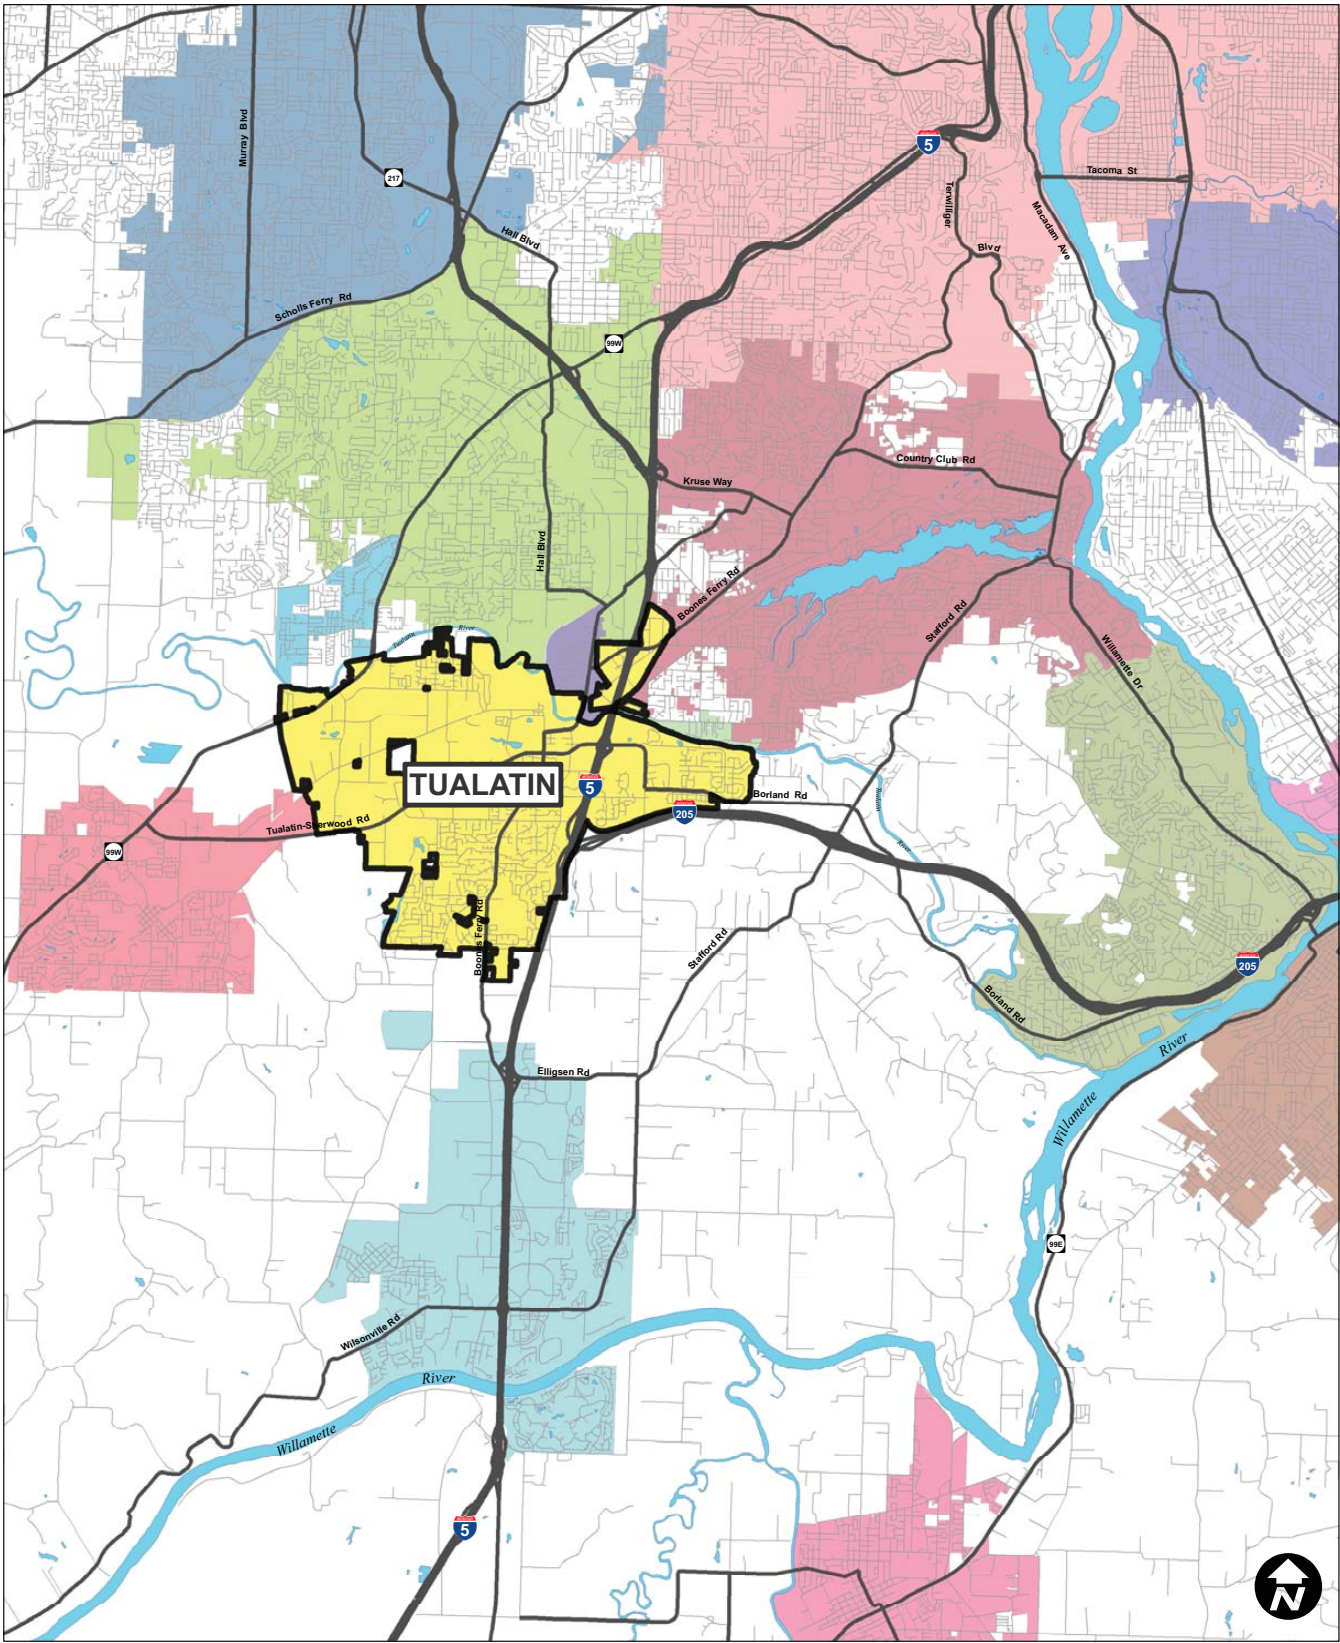 5
Murray Blvd
Tacoma St
217
Terwilliger
Macadam Ave
Hall Blvd
Blvd
Scholls Ferry Rd
99W
Country Club Rd
Kruse Way
Hall Blvd
Boones Ferry Rd
Stafford Rd
Tualatin
River
Willamette Dr
TUALATIN
5
Borland Rd
Tualatin
205
Tualatin-Sherwood Rd
River
99W
Boones Ferry Rd
Stafford Rd
205
Borland Rd
River
Elligsen Rd
Willamette
99E
Wilsonville Rd
River
Willamette
5
N